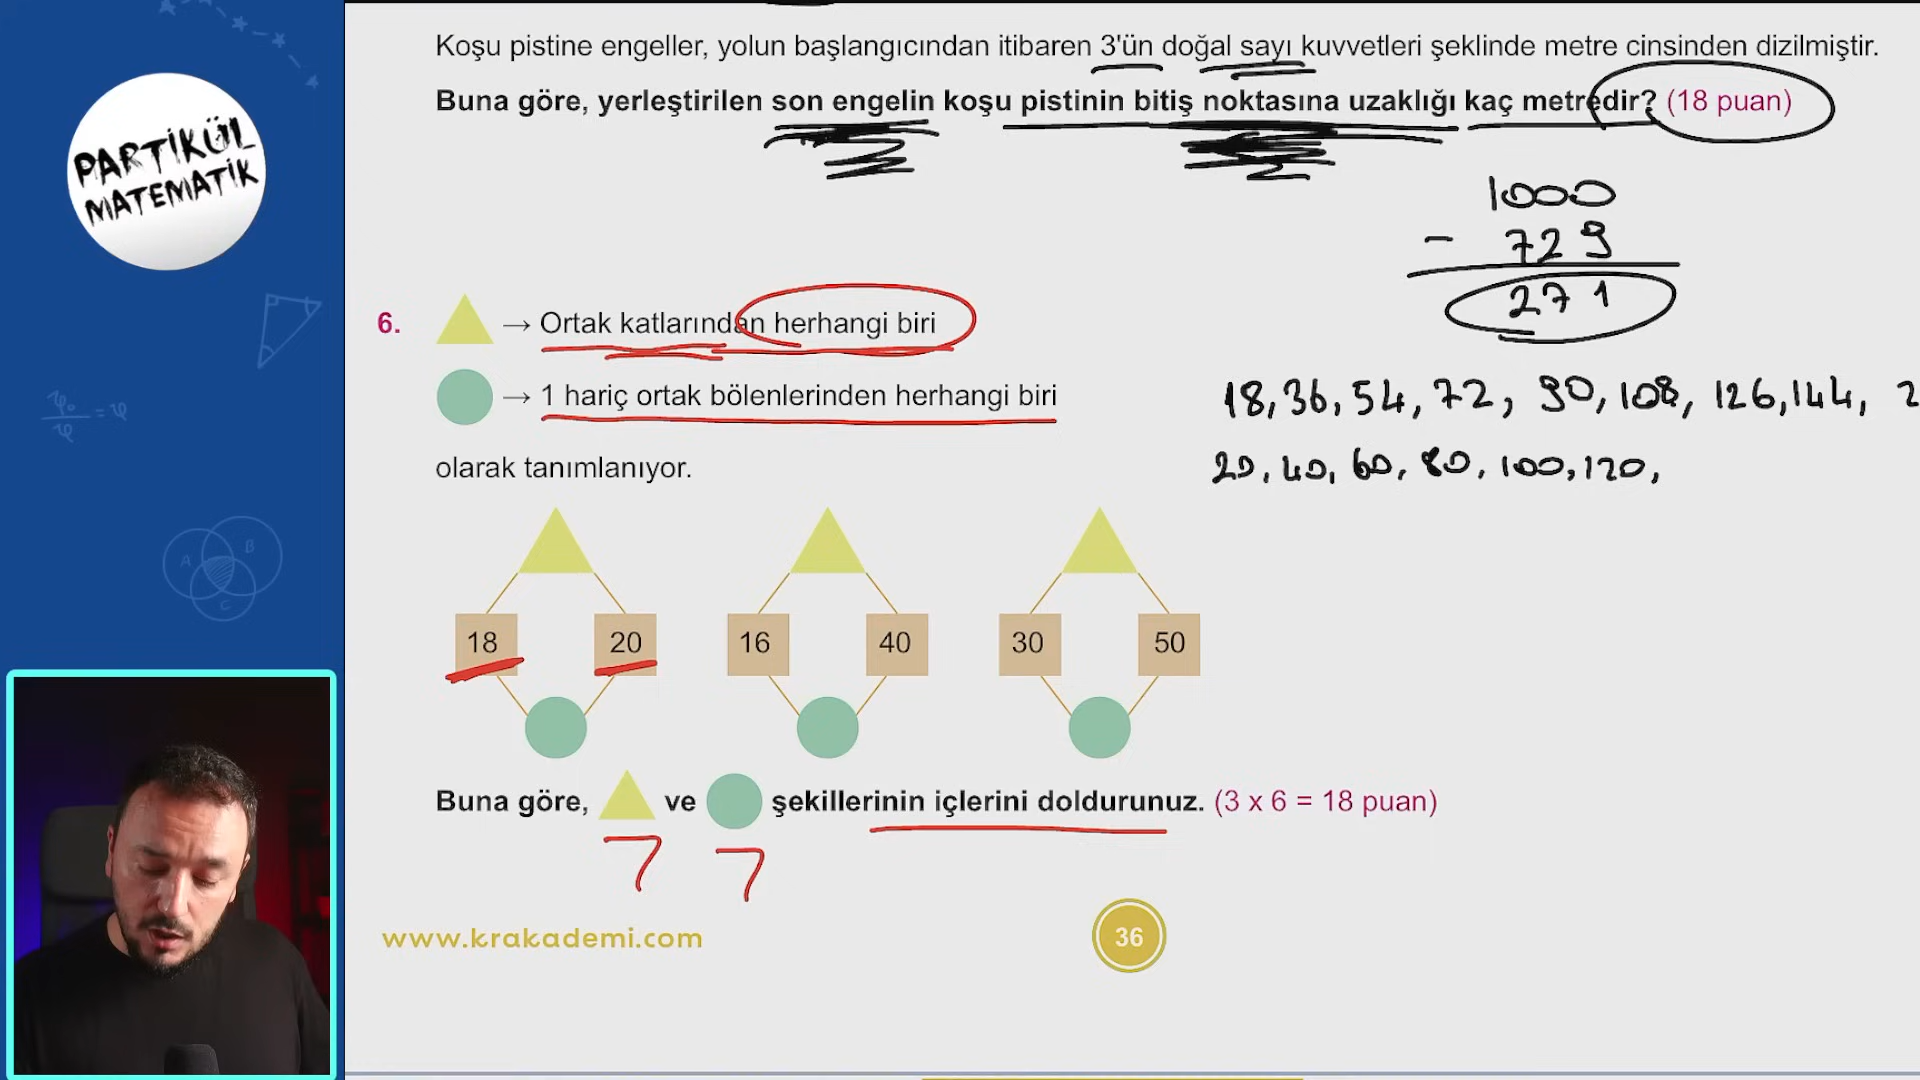 Koşu pistine engeller, yolun başlangıcından itibaren 3'ün doğal sayı kuvvetleri şeklinde metre cinsinden dizilmiştir.
Buna göre, yerleştirilen son engelin koşu pistinin bitiş noktasına uzaklığı kaç metredir? (18 puan)
PARTİKÜL
MATEMATİK
1000
- 729
271
6. → Ortak katlarından herhangi biri
→ 1 hariç ortak bölenlerinden herhangi biri
18, 36, 54, 72, 90, 108, 126, 144, 2
olarak tanımlanıyor.
20, 40, 60, 80, 100, 120,
A B
C
18 20 16 40 30 50
Buna göre, ve şekillerinin içlerini doldurunuz. (3 x 6 = 18 puan)
7 7
www.krakademi.com
36